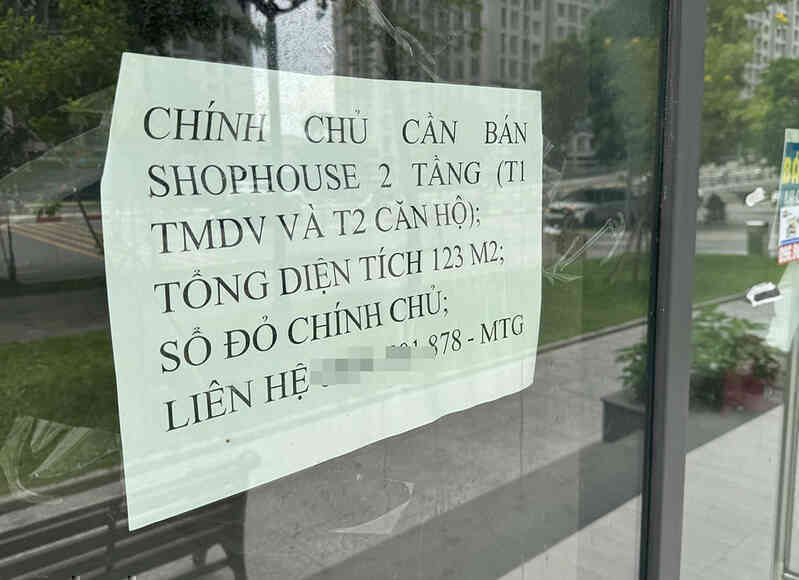 CHÍNH CHỦ CẦN BÁN
SHOPHOUSE 2 TẦNG (T1
TMDV VÀ T2 CĂN HỘ);
TỔNG DIỆN TÍCH 123 M2;
SỔ ĐỎ CHÍNH CHỦ;
LIÊN HỆ 878 - MTG